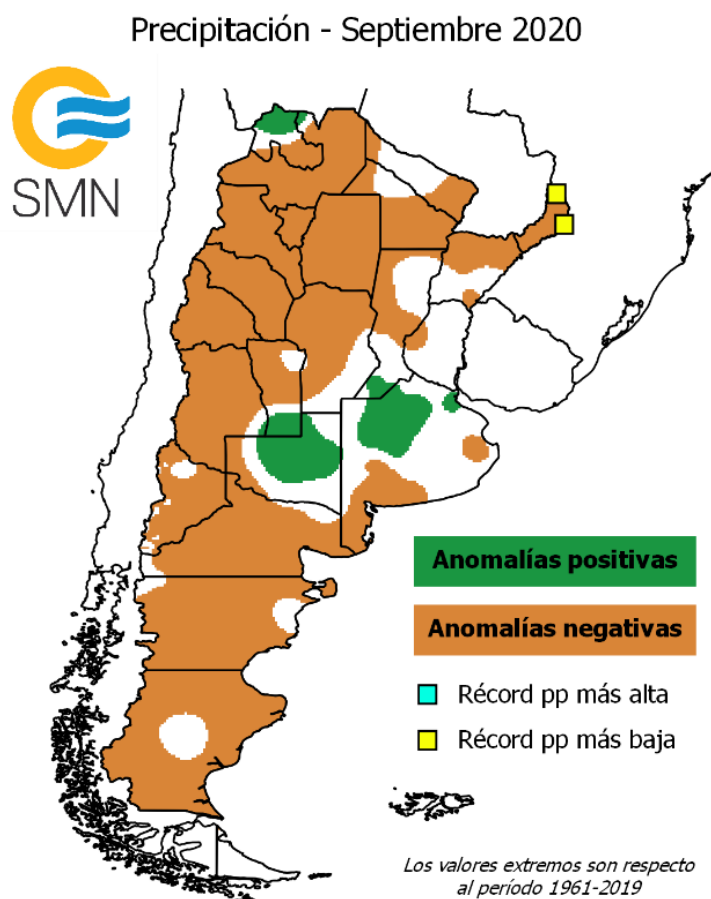 Precipitación - Septiembre 2020
SMN
Anomalías positivas
Anomalías negativas
Récord pp más alta
Récord pp más baja
Los valores extremos son respecto
al período 1961-2019